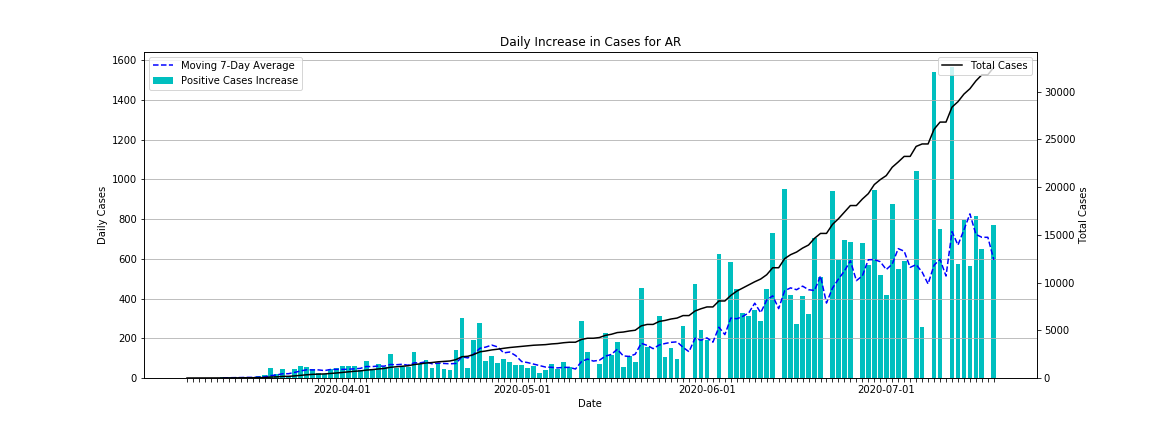 Daily Increase in Cases for AR
Moving 7-Day Average
Positive Cases Increase
Total Cases
1600
1400
1200
1000
800
600
400
200
0
Daily Cases
30000
25000
20000
15000
10000
5000
0
Total Cases
2020-04-01
2020-05-01
2020-06-01
2020-07-01
Date